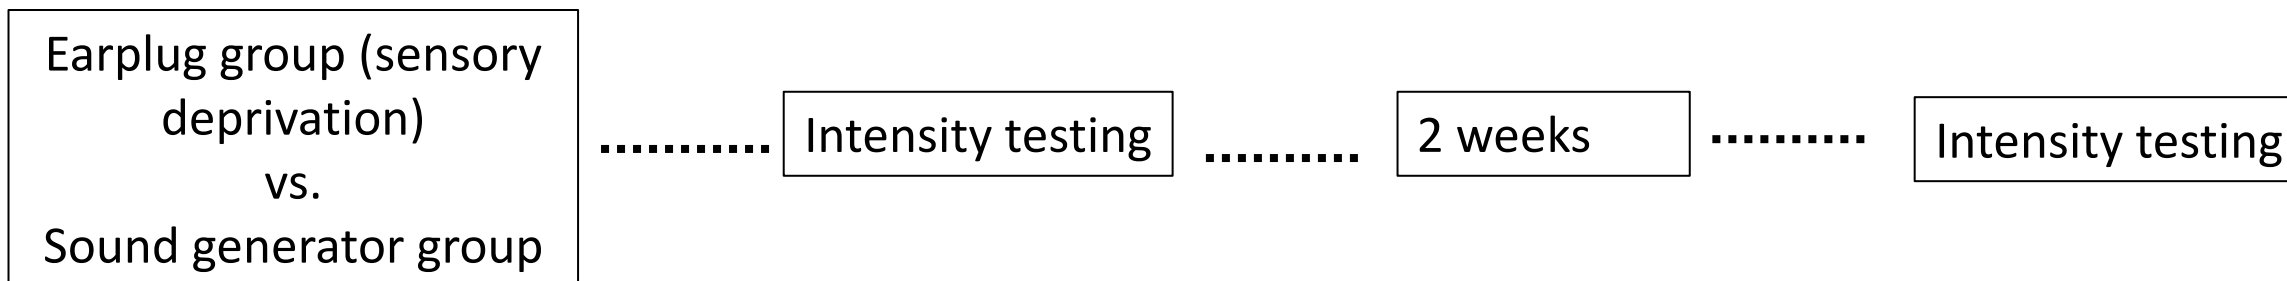 Earplug group (sensory
deprivation)
vs.
Sound generator group
Intensity testing
2 weeks
Intensity testing